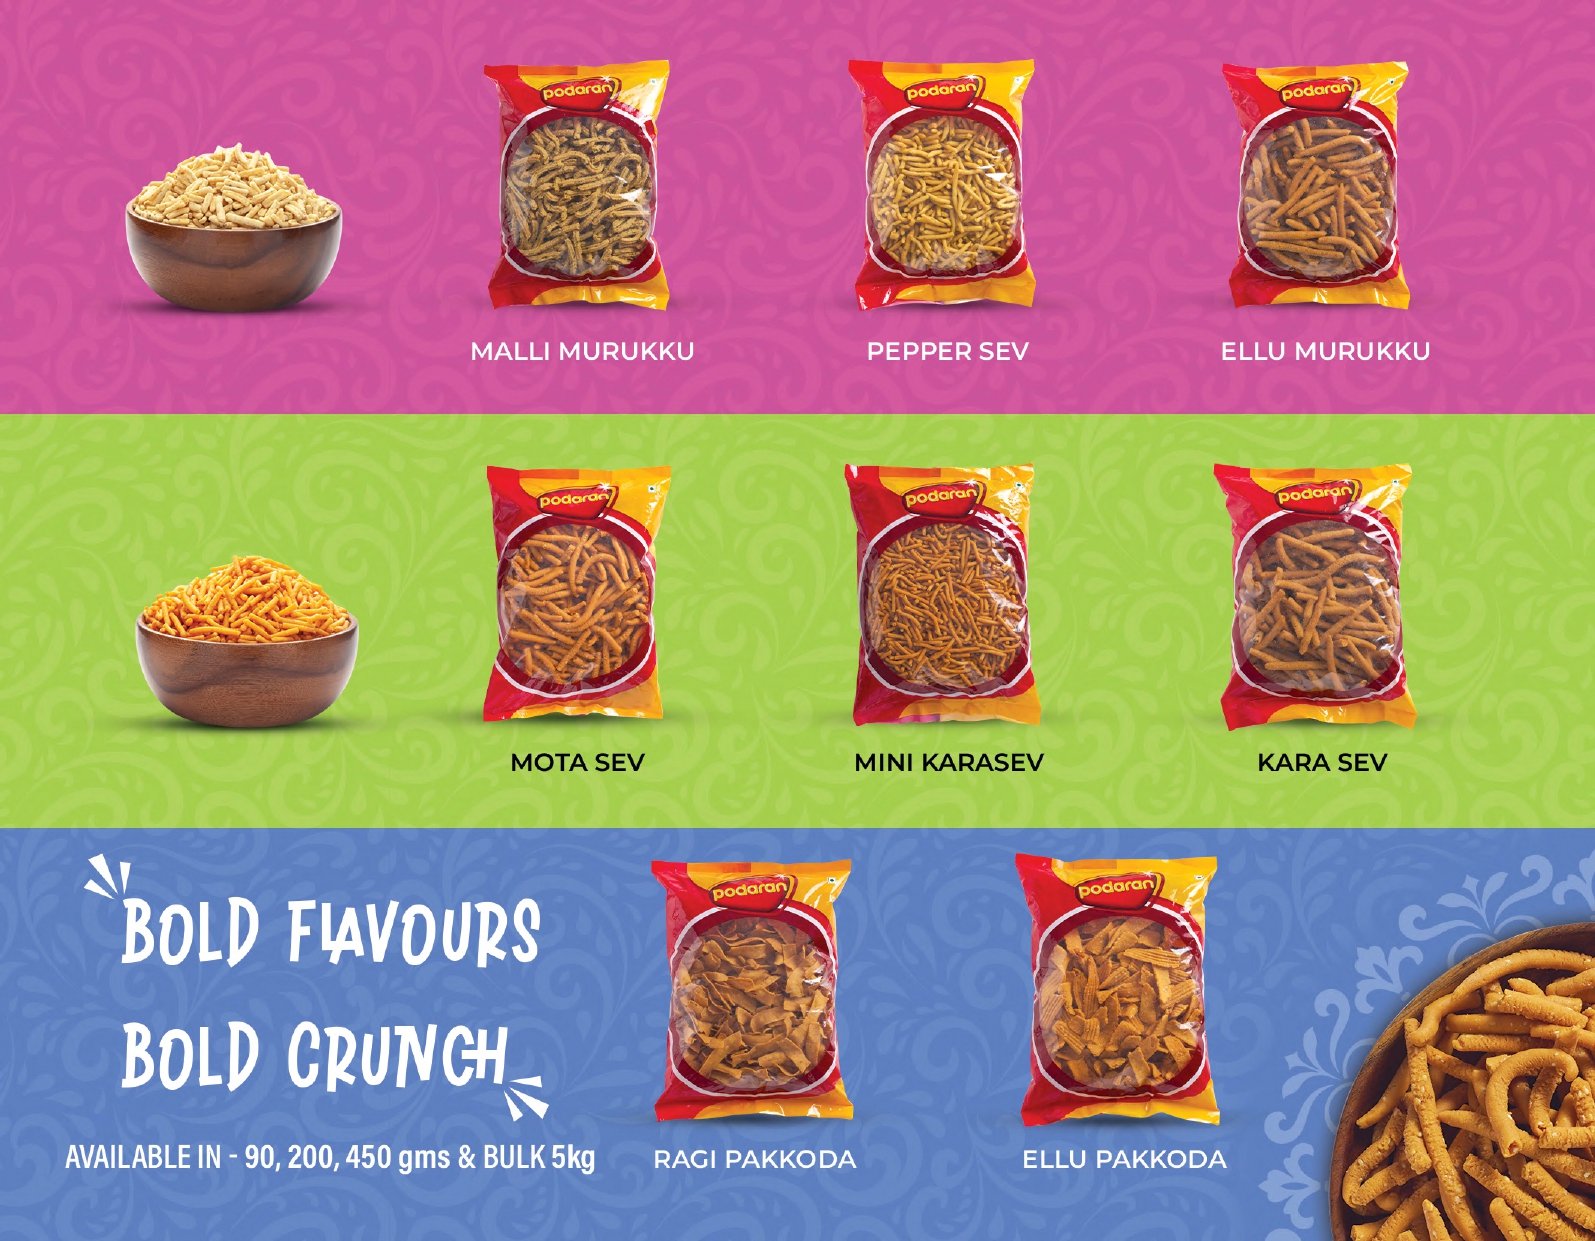 podaran
podaran
podaran
MALLI MURUKKU
PEPPER SEV
ELLU MURUKKU
podaran
podaran
podaran
MOTA SEV
MINI KARASEV
KARA SEV
BOLD FLAVOURS
BOLD CRUNCH
AVAILABLE IN - 90, 200, 450 gms & BULK 5kg
podaran
podaran
RAGI PAKKODA
ELLU PAKKODA